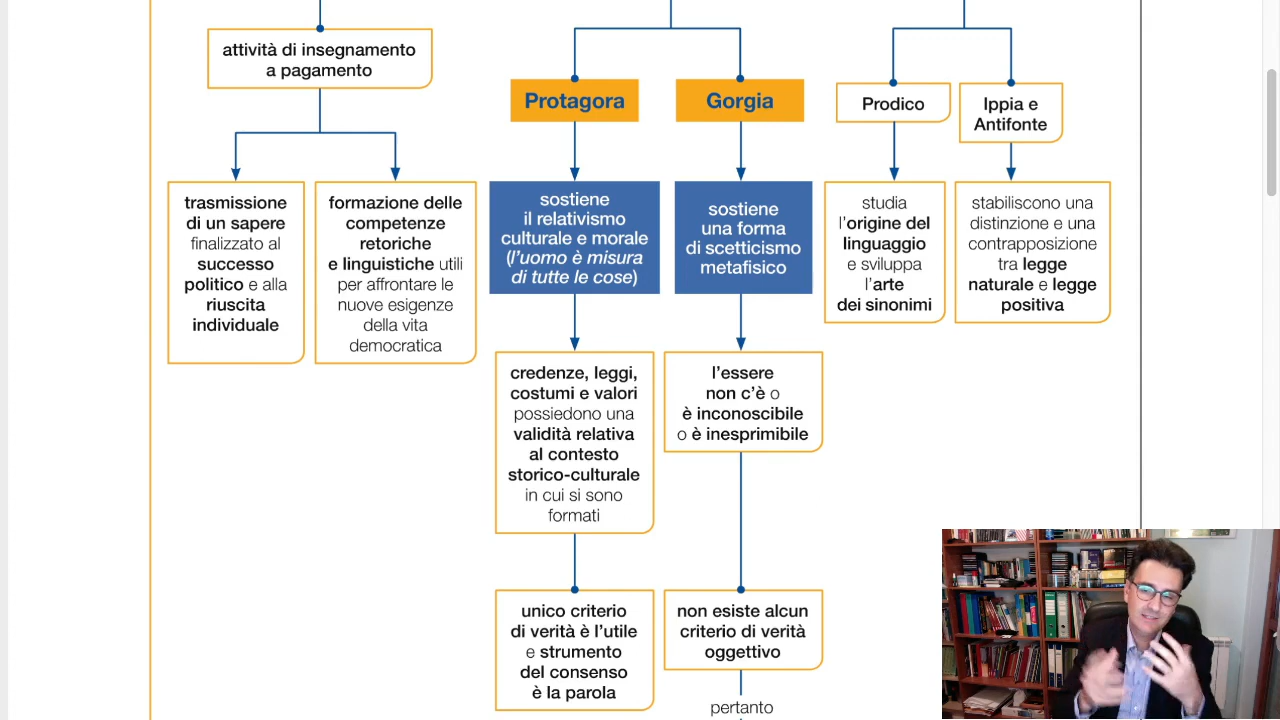 attività di insegnamento
a pagamento
trasmissione
di un sapere
finalizzato al
successo
politico e alla
riuscita
individuale
formazione delle
competenze
retoriche
e linguistiche utili
per affrontare le
nuove esigenze
della vita
democratica
Protagora
sostiene
il relativismo
culturale e morale
(l'uomo è misura
di tutte le cose)
credenze, leggi,
costumi e valori
possiedono una
validità relativa
al contesto
storico-culturale
in cui si sono
formati
unico criterio
di verità è l'utile
e strumento
del consenso
è la parola
Gorgia
sostiene
una forma
di scetticismo
metafisico
l'essere
non c'è o
è inconoscibile
o è inesprimibile
non esiste alcun
criterio di verità
oggettivo
pertanto
Prodico
studia
l'origine del
linguaggio
e sviluppa
l'arte
dei sinonimi
Ippia e
Antifonte
stabiliscono una
distinzione e una
contrapposizione
tra legge
naturale e legge
positiva